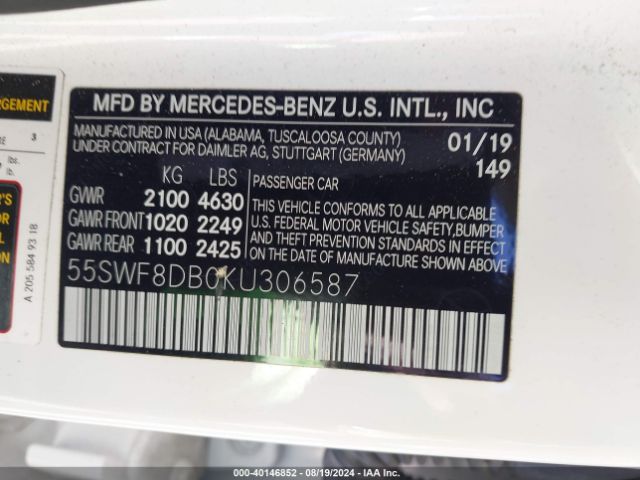 RGEMENT
3
lbs.
lb.
A 205 584 93 18
MFD BY MERCEDES-BENZ U.S. INTL., INC
MANUFACTURED IN USA (ALABAMA, TUSCALOOSA COUNTY) 01/19
UNDER CONTRACT FOR DAIMLER AG, STUTTGART (GERMANY) 149
KG LBS PASSENGER CAR
GVWR 2100 4630
GAWR FRONT 1020 2249
GAWR REAR 1100 2425
THIS VEHICLE CONFORMS TO ALL APPLICABLE
U.S. FEDERAL MOTOR VEHICLE SAFETY,BUMPER
AND THEFT PREVENTION STANDARDS IN EFFECT
ON THE DATE OF MANUFACTURE SHOWN ABOVE.
55SWF8DB0KU306587
000-40146852 - 08/19/2024 - IAA Inc.